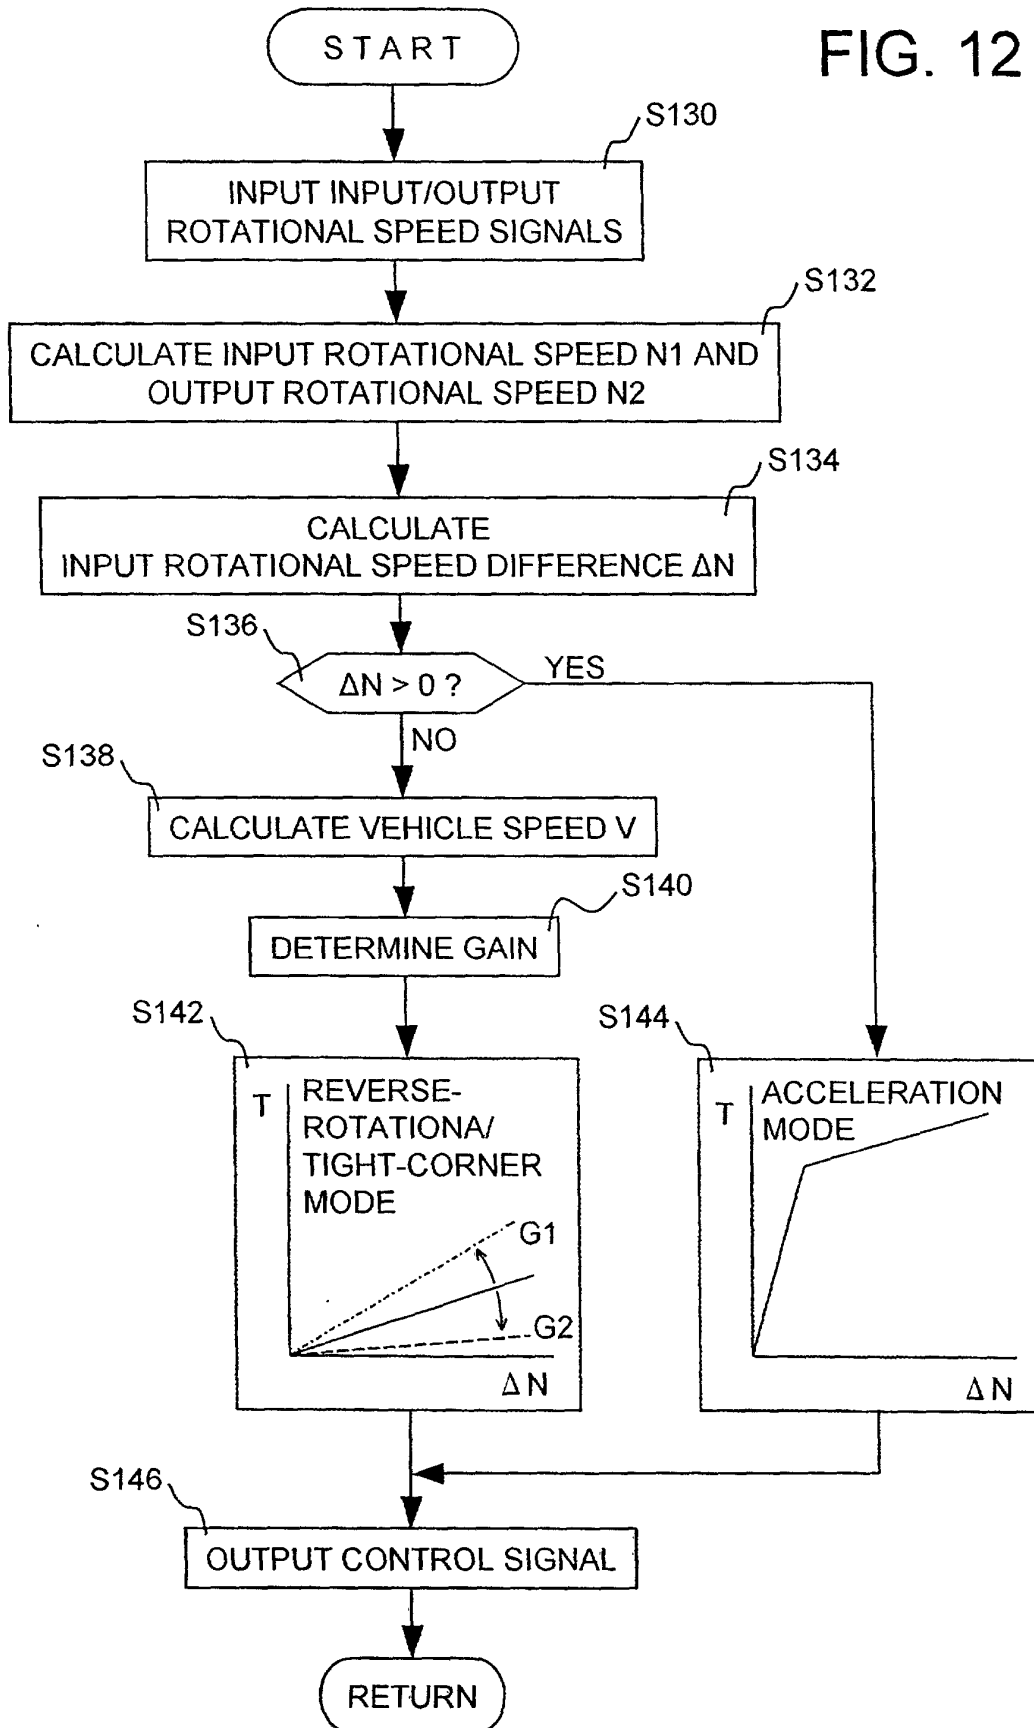 FIG. 12
START
S130
INPUT INPUT/OUTPUT
ROTATIONAL SPEED SIGNALS
S132
CALCULATE INPUT ROTATIONAL SPEED N1 AND
OUTPUT ROTATIONAL SPEED N2
S134
CALCULATE
INPUT ROTATIONAL SPEED DIFFERENCE ΔN
S136
ΔN > 0 ?
YES
NO
S138
CALCULATE VEHICLE SPEED V
S140
DETERMINE GAIN
S142
T
REVERSE-
ROTATIONA/
TIGHT-CORNER
MODE
G1
G2
ΔN
S144
T
ACCELERATION
MODE
ΔN
S146
OUTPUT CONTROL SIGNAL
RETURN